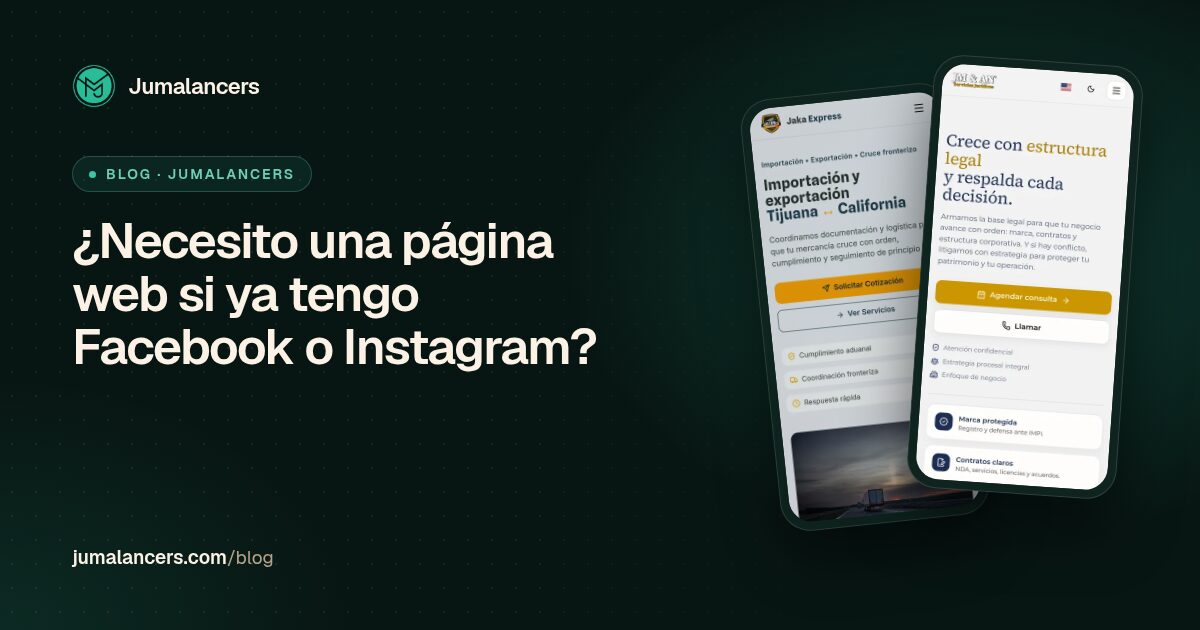 Jumalancers
BLOG · JUMALANCERS
¿Necesito una página
web si ya tengo
Facebook o Instagram?
jumalancers.com/blog
Jaka Express
Importación • Exportación • Cruce fronterizo
Importación y
exportación
Tijuana ↔ California
Coordinamos documentación y logística
que tu mercancía cruce con orden,
cumplimiento y seguimiento de principio
Solicitar Cotización
→ Ver Servicios
Cumplimiento aduanal
Coordinación fronteriza
Respuesta rápida
JM & AN
Servicios Jurídicos
Crece con estructura
legal
y respalda cada
decisión.
Armamos la base legal para que tu negocio
avance con orden: marca, contratos y
estructura corporativa. Y si hay conflicto,
litigamos con estrategia para proteger tu
patrimonio y tu operación.
Agendar consulta →
Llamar
Atención confidencial
Estrategia procesal integral
Enfoque de negocio
Marca protegida
Registro y defensa ante IMPI.
Contratos claros
NDA, servicios, licencias y acuerdos.